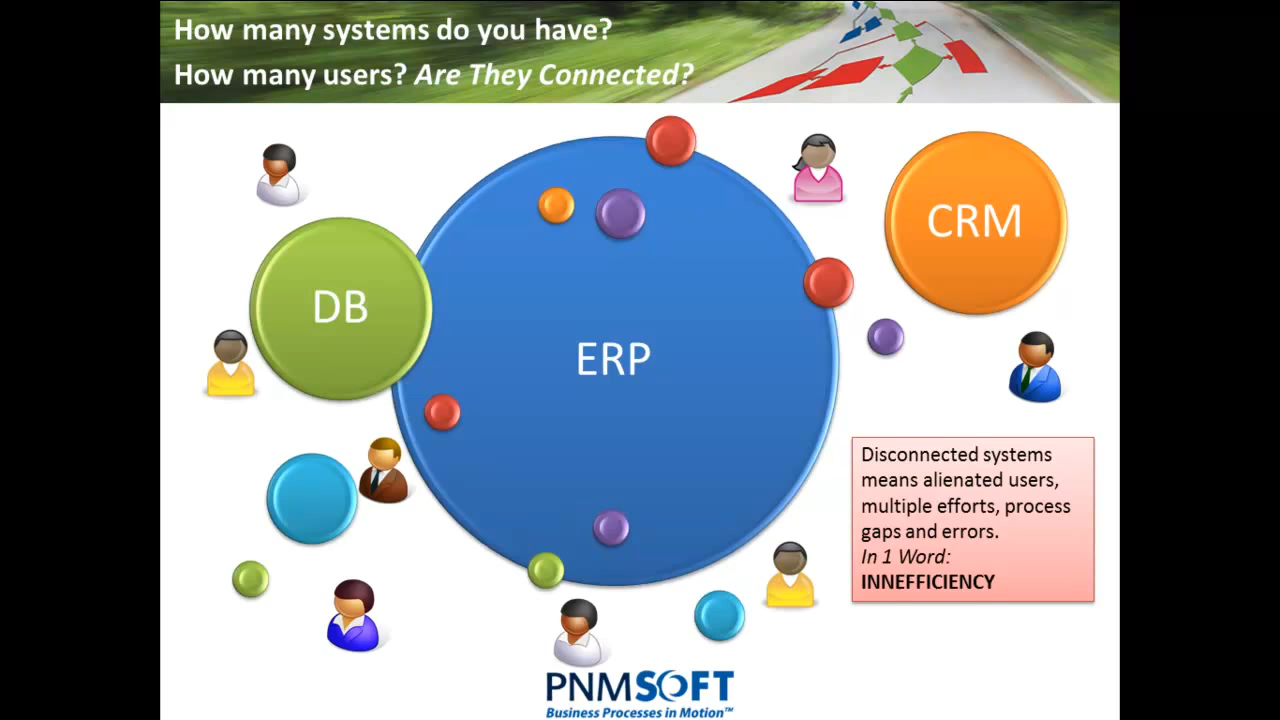 How many systems do you have?
How many users? Are They Connected?
CRM
DB
ERP
Disconnected systems
means alienated users,
multiple efforts, process
gaps and errors.
In 1 Word:
INNEFFICIENCY
PNMSOFT
Business Processes in Motion™